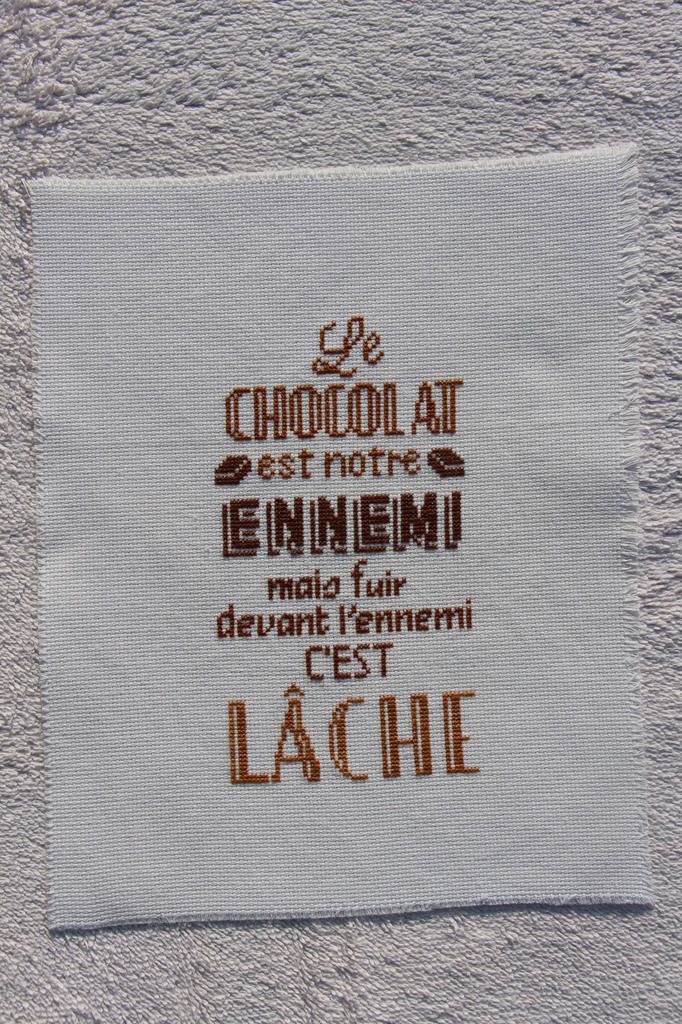 Le
CHOCOLAT
est notre
ENNEMI
mais fuir
devant l'ennemi
C'EST
LÂCHE